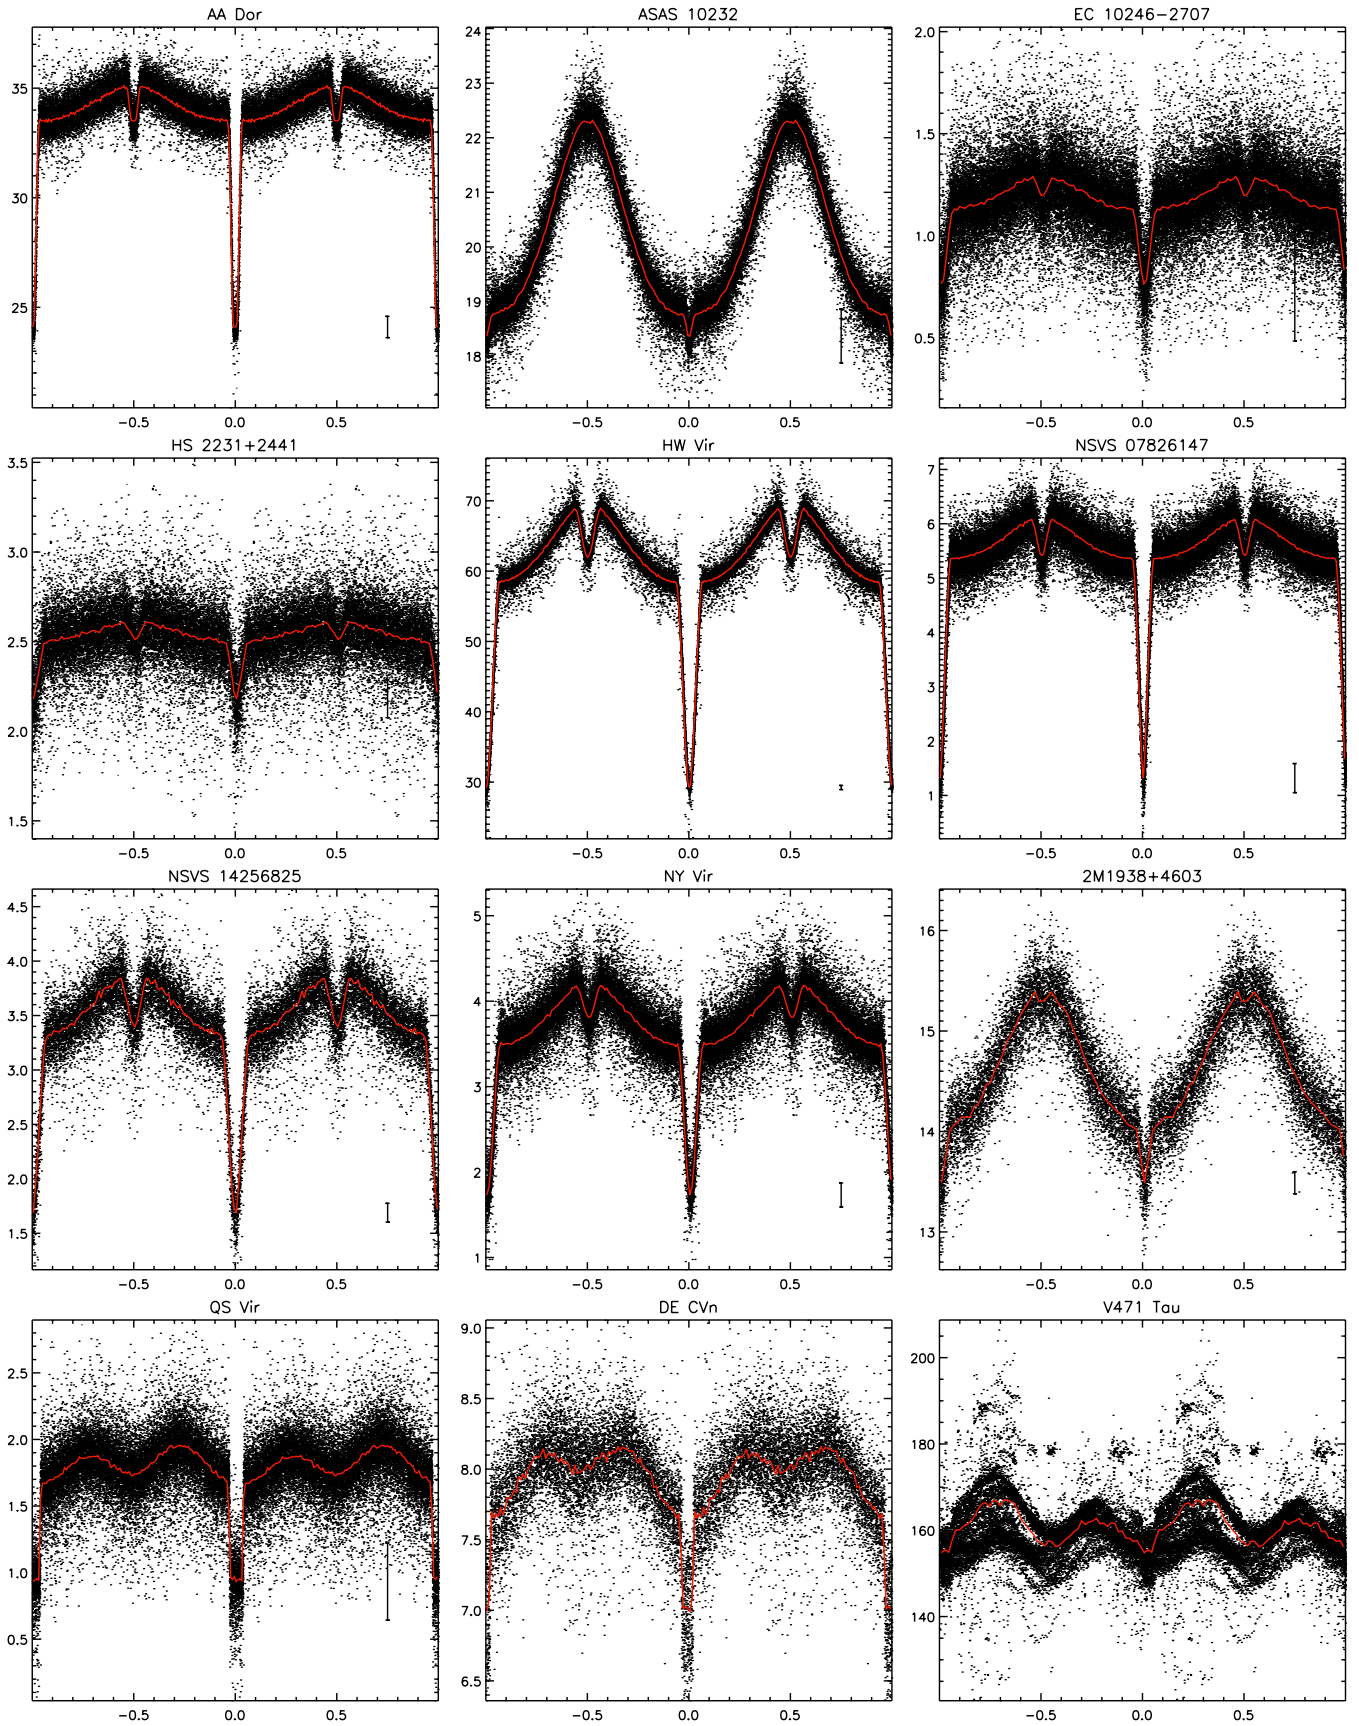 AA Dor
ASAS 10232
EC 10246−2707
35
30
25
−0.5 0.0 0.5
24
23
22
21
20
19
18
−0.5 0.0 0.5
2.0
1.5
1.0
0.5
−0.5 0.0 0.5
HS 2231+2441
HW Vir
NSVS 07826147
3.5
3.0
2.5
2.0
1.5
−0.5 0.0 0.5
70
60
50
40
30
−0.5 0.0 0.5
7
6
5
4
3
2
1
−0.5 0.0 0.5
NSVS 14256825
NY Vir
2M1938+4603
4.5
4.0
3.5
3.0
2.5
2.0
1.5
−0.5 0.0 0.5
5
4
3
2
1
−0.5 0.0 0.5
16
15
14
13
−0.5 0.0 0.5
QS Vir
DE CVn
V471 Tau
2.5
2.0
1.5
1.0
0.5
−0.5 0.0 0.5
9.0
8.5
8.0
7.5
7.0
6.5
−0.5 0.0 0.5
200
180
160
140
−0.5 0.0 0.5